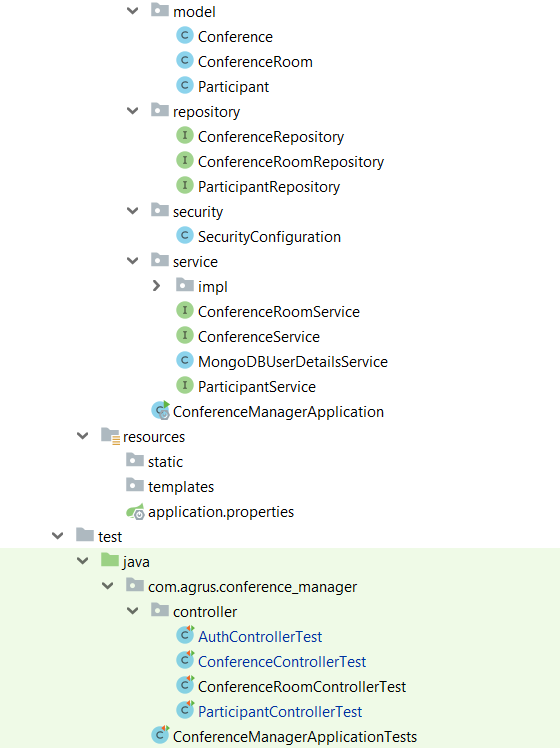 model
Conference
ConferenceRoom
Participant
repository
ConferenceRepository
ConferenceRoomRepository
ParticipantRepository
security
SecurityConfiguration
service
impl
ConferenceRoomService
ConferenceService
MongoDBUserDetailsService
ParticipantService
ConferenceManagerApplication
resources
static
templates
application.properties
test
java
com.agrus.conference_manager
controller
AuthControllerTest
ConferenceControllerTest
ConferenceRoomControllerTest
ParticipantControllerTest
ConferenceManagerApplicationTests